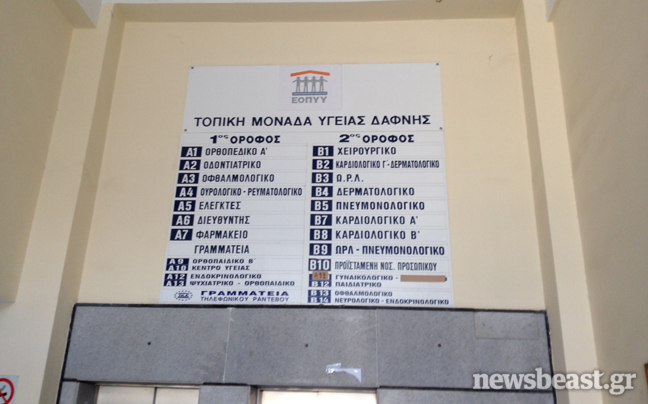 ΕΟΠΥΥ
ΤΟΠΙΚΗ ΜΟΝΑΔΑ ΥΓΕΙΑΣ ΔΑΦΝΗΣ
1ος ΟΡΟΦΟΣ
Α1 ΟΡΘΡΟΠΕΔΙΚΟ Α'
Α2 ΟΔΟΝΤΙΑΤΡΙΚΟ
Α3 ΟΦΘΑΛΜΟΛΟΓΙΚΟ
Α4 ΟΥΡΟΛΟΓΙΚΟ - ΡΕΥΜΑΤΟΛΟΓΙΚΟ
Α5 ΕΛΕΓΚΤΕΣ
Α6 ΔΙΕΥΘΥΝΤΗΣ
Α7 ΦΑΡΜΑΚΕΙΟ
ΓΡΑΜΜΑΤΕΙΑ
Α9 ΟΡΘΟΠΑΙΔΙΚΟ Β'
Α10 ΚΕΝΤΡΟ ΥΓΕΙΑΣ
Α12 ΕΝΔΟΚΡΙΝΟΛΟΓΙΚΟ
Α13 ΨΥΧΙΑΤΡΙΚΟ - ΟΡΘΟΠΑΙΔΙΚΟ
ΓΡΑΜΜΑΤΕΙΑ
ΤΗΛΕΦΩΝΙΚΟΥ ΡΑΝΤΕΒΟΥ
2ος ΟΡΟΦΟΣ
Β1 ΧΕΙΡΟΥΡΓΙΚΟ
Β2 ΚΑΡΔΙΟΛΟΓΙΚΟ Γ'- ΔΕΡΜΑΤΟΛΟΓΙΚΟ
Β3 Ω.Ρ.Λ.
Β4 ΔΕΡΜΑΤΟΛΟΓΙΚΟ
Β5 ΠΝΕΥΜΟΝΟΛΟΓΙΚΟ
Β7 ΚΑΡΔΙΟΛΟΓΙΚΟ Α'
Β8 ΚΑΡΔΙΟΛΟΓΙΚΟ Β'
Β9 ΩΡΛ - ΠΝΕΥΜΟΝΟΛΟΓΙΚΟ
Β10 ΠΡΟΪΣΤΑΜΕΝΗ ΝΟΣ. ΠΡΟΣΩΠΙΚΟΥ
ΓΥΝΑΙΚΟΛΟΓΙΚΟ -
Β12 ΠΑΙΔΙΑΤΡΙΚΟ
Β13 ΟΦΘΑΛΜΟΛΟΓΙΚΟ
Β14 ΝΕΥΡΟΛΟΓΙΚΟ - ΕΝΔΟΚΡΙΝΟΛΟΓΙΚΟ
newsbeast.gr